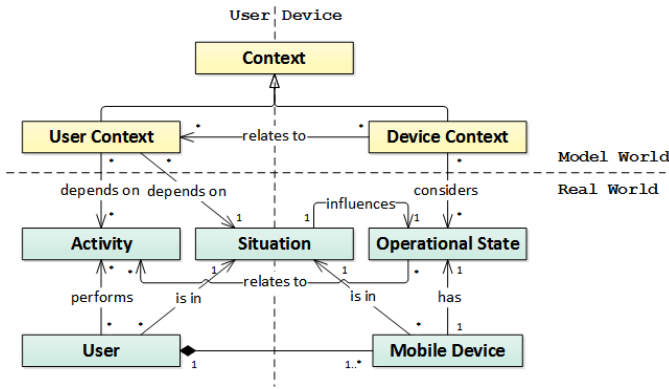 User Device
Context
* *
User Context relates to Device Context
* * * Model World
depends on depends on considers Real World
influences
* 1 1 1 *
Activity Situation Operational State
* * 1 1 * 1
relates to
performs is in is in has
* * * 1
User Mobile Device
1 1..*